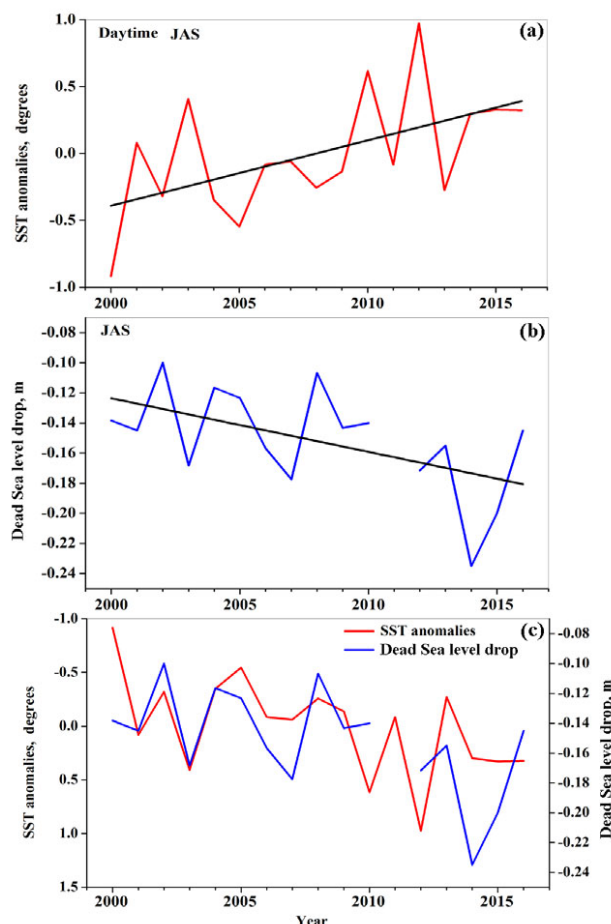 Daytime JAS
(a)
SST anomalies, degrees
1.0
0.5
0.0
-0.5
-1.0
2000 2005 2010 2015
JAS
(b)
Dead Sea level drop, m
-0.08
-0.10
-0.12
-0.14
-0.16
-0.18
-0.20
-0.22
-0.24
2000 2005 2010 2015
(c)
SST anomalies
Dead Sea level drop
SST anomalies, degrees
-1.0
-0.5
0.0
0.5
1.0
1.5
Dead Sea level drop, m
-0.08
-0.10
-0.12
-0.14
-0.16
-0.18
-0.20
-0.22
-0.24
2000 2005 2010 2015
Year